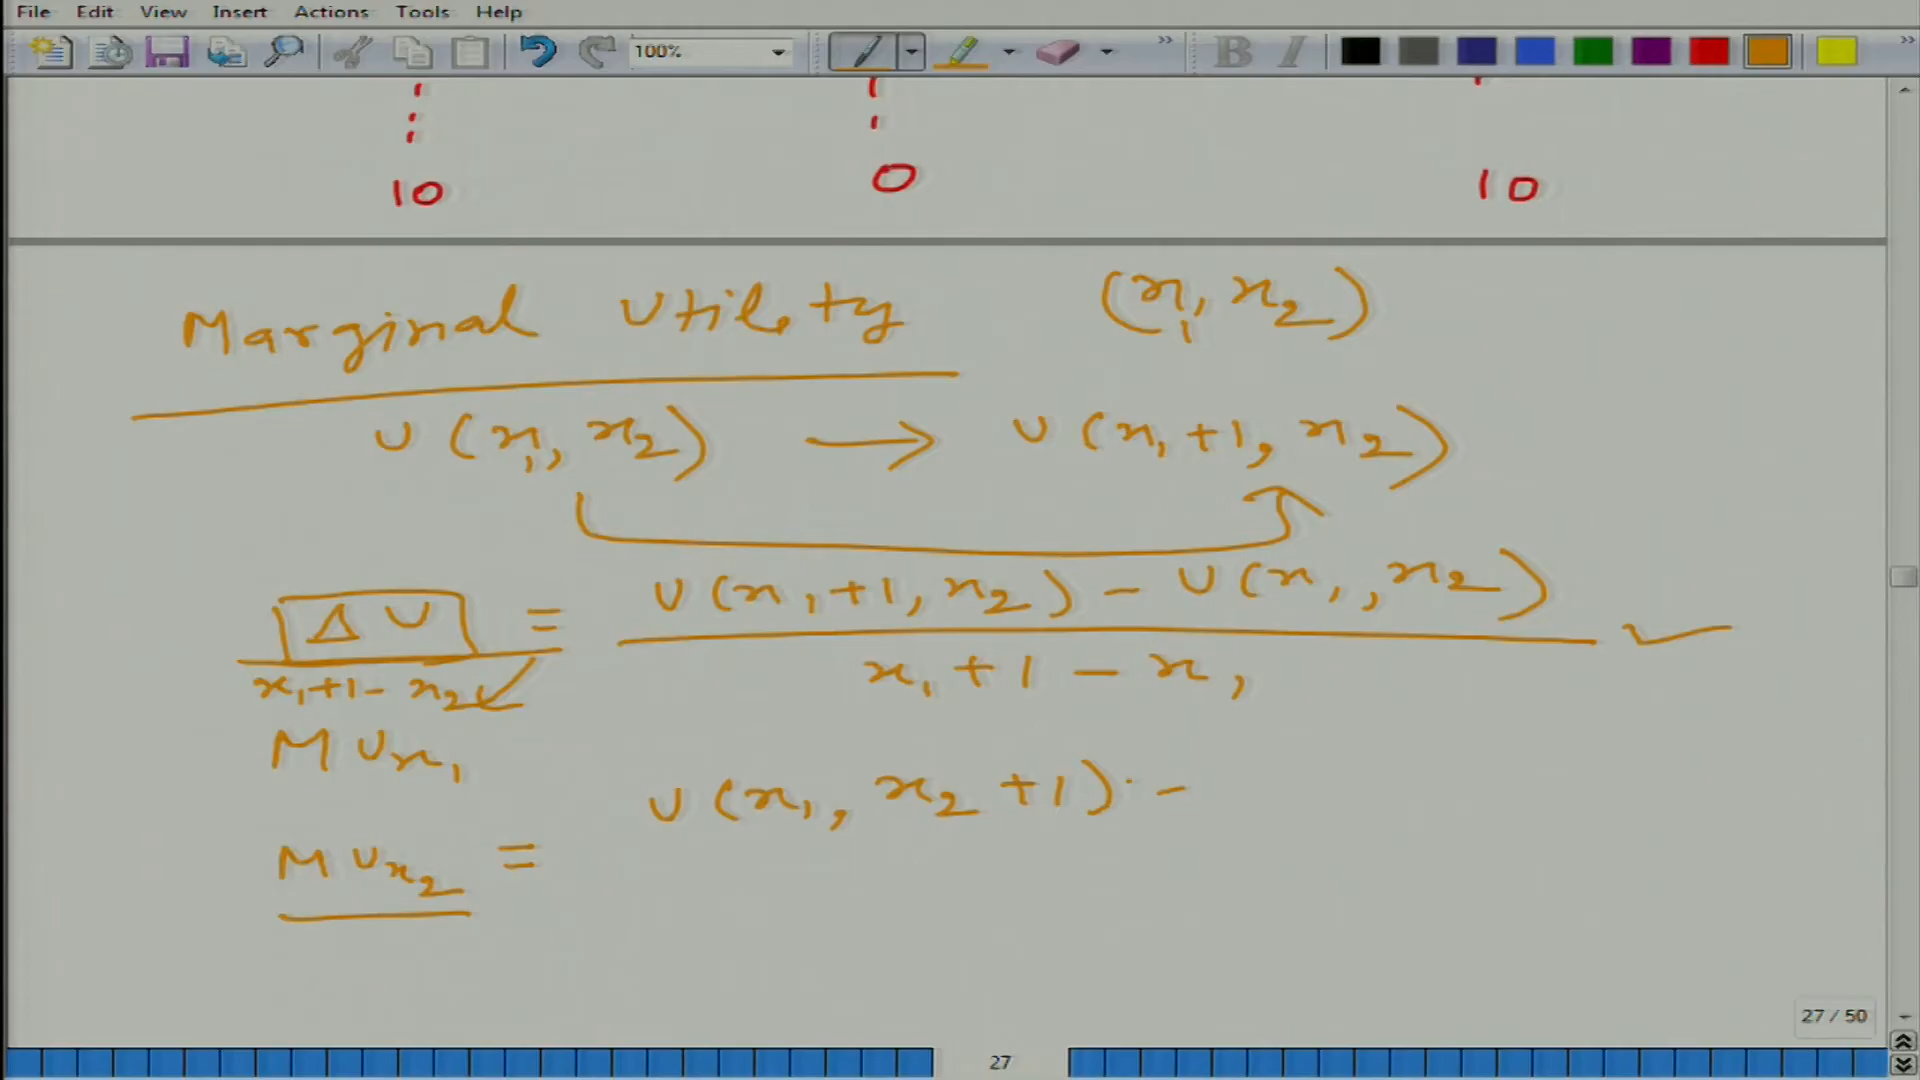 File Edit View Insert Actions Tools Help
100% B I
10 0 10
Marginal Utility (x₁, x₂)
U (x₁, x₂) → U (x₁ +1, x₂)
ΔU / x₁+1- x₂ = U (x₁+1, x₂) - U (x₁, x₂) / x₁ +1 - x₁
MUx₁
U (x₁, x₂ +1) -
MUx₂ =
27 / 50
27